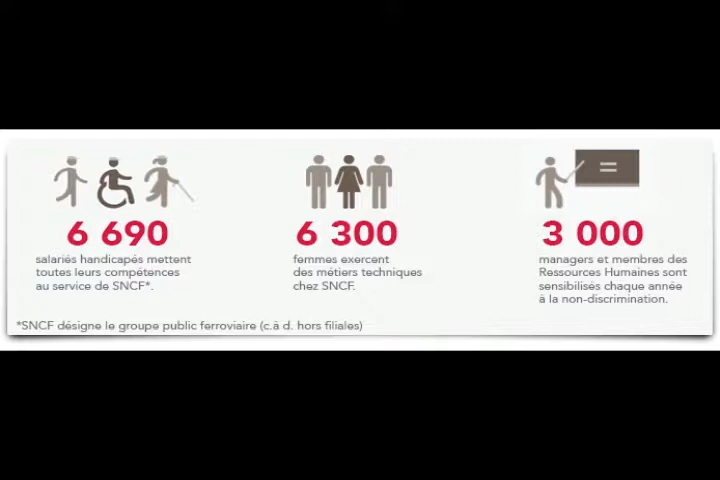 =
6 690
salariés handicapés mettent
toutes leurs compétences
au service de SNCF*.
6 300
femmes exercent
des métiers techniques
chez SNCF.
3 000
managers et membres des
Ressources Humaines sont
sensibilisés chaque année
à la non-discrimination.
*SNCF désigne le groupe public ferroviaire (c.à d. hors filiales)